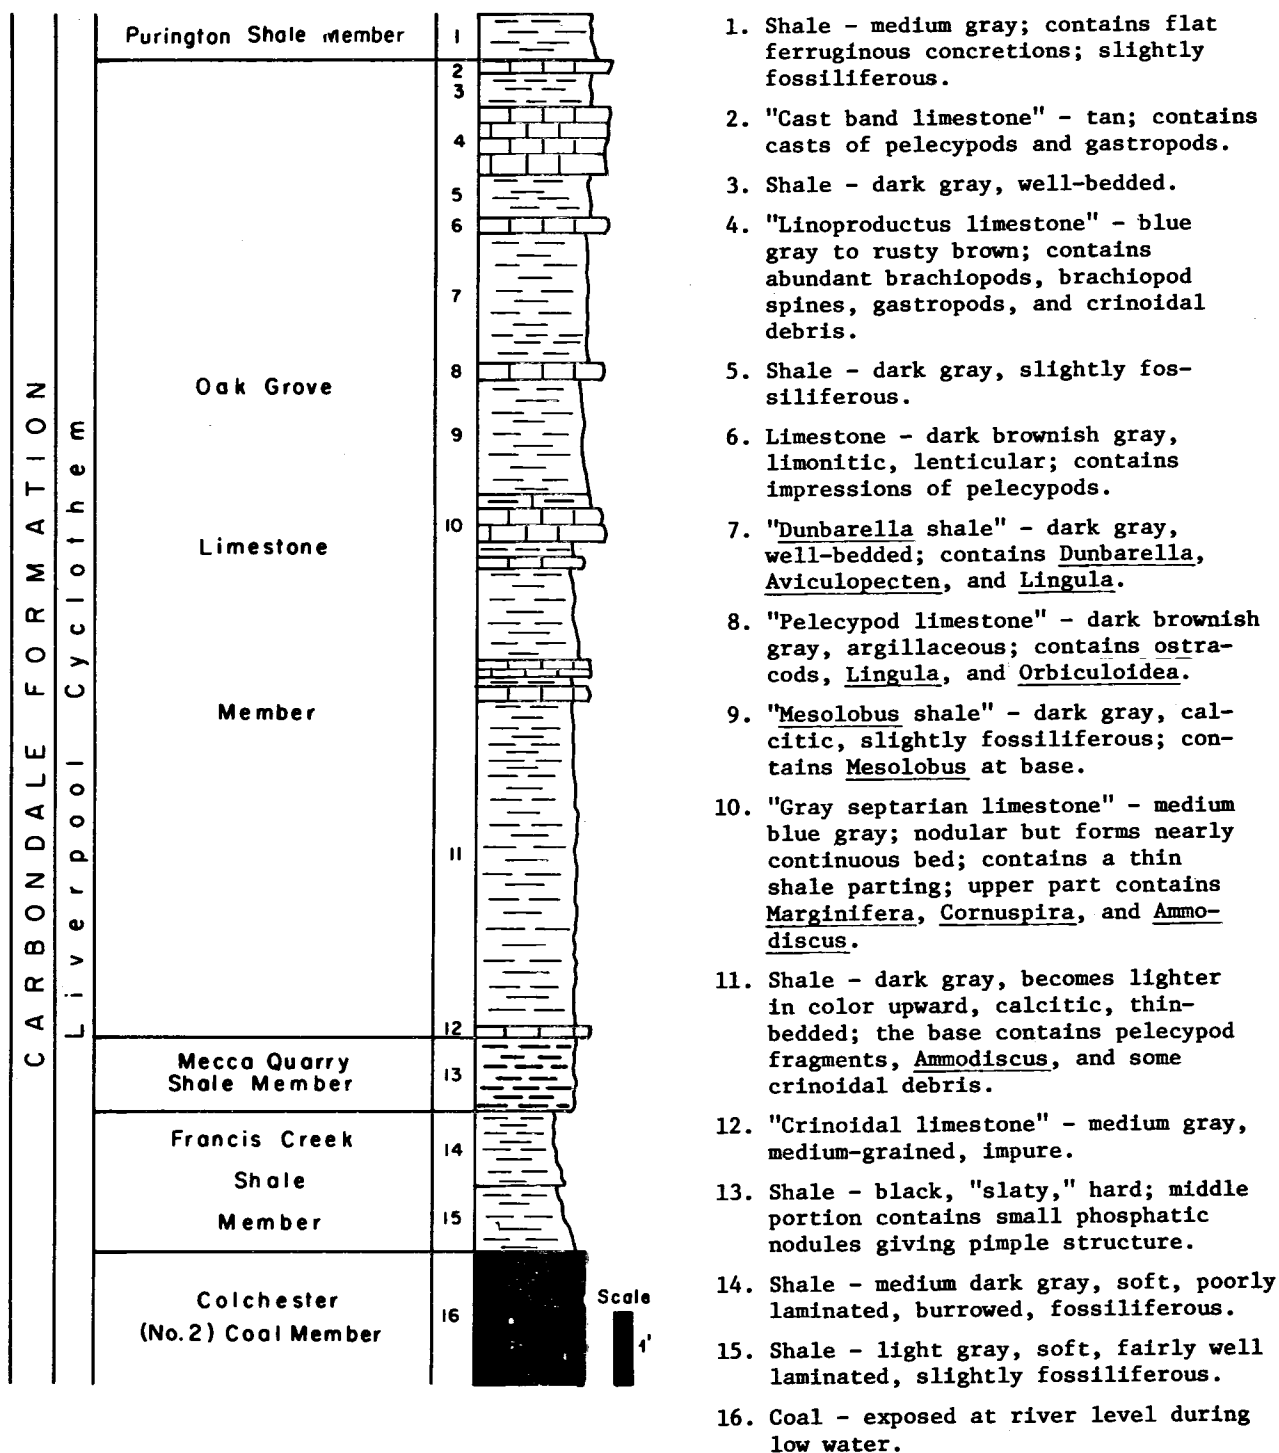 CARBONDALE FORMATION
Liverpool Cyclothem
Purington Shale Member
Oak Grove
Limestone
Member
Mecca Quarry
Shale Member
Francis Creek
Shale
Member
Colchester
(No. 2) Coal Member
1
2
3
4
5
6
7
8
9
10
11
12
13
14
15
16
Scale
1'
1. Shale - medium gray; contains flat
ferruginous concretions; slightly
fossiliferous.
2. "Cast band limestone" - tan; contains
casts of pelecypods and gastropods.
3. Shale - dark gray, well-bedded.
4. "Linoproductus limestone" - blue
gray to rusty brown; contains
abundant brachiopods, brachiopod
spines, gastropods, and crinoidal
debris.
5. Shale - dark gray, slightly fos-
siliferous.
6. Limestone - dark brownish gray,
limonitic, lenticular; contains
impressions of pelecypods.
7. "Dunbarella shale" - dark gray,
well-bedded; contains Dunbarella,
Aviculopecten, and Lingula.
8. "Pelecypod limestone" - dark brownish
gray, argillaceous; contains ostra-
cods, Lingula, and Orbiculoidea.
9. "Mesolobus shale" - dark gray, cal-
citic, slightly fossiliferous; con-
tains Mesolobus at base.
10. "Gray septarian limestone" - medium
blue gray; nodular but forms nearly
continuous bed; contains a thin
shale parting; upper part contains
Marginifera, Cornuspira, and Ammo-
discus.
11. Shale - dark gray, becomes lighter
in color upward, calcitic, thin-
bedded; the base contains pelecypod
fragments, Ammodiscus, and some
crinoidal debris.
12. "Crinoidal limestone" - medium gray,
medium-grained, impure.
13. Shale - black, "slaty," hard; middle
portion contains small phosphatic
nodules giving pimple structure.
14. Shale - medium dark gray, soft, poorly
laminated, burrowed, fossiliferous.
15. Shale - light gray, soft, fairly well
laminated, slightly fossiliferous.
16. Coal - exposed at river level during
low water.